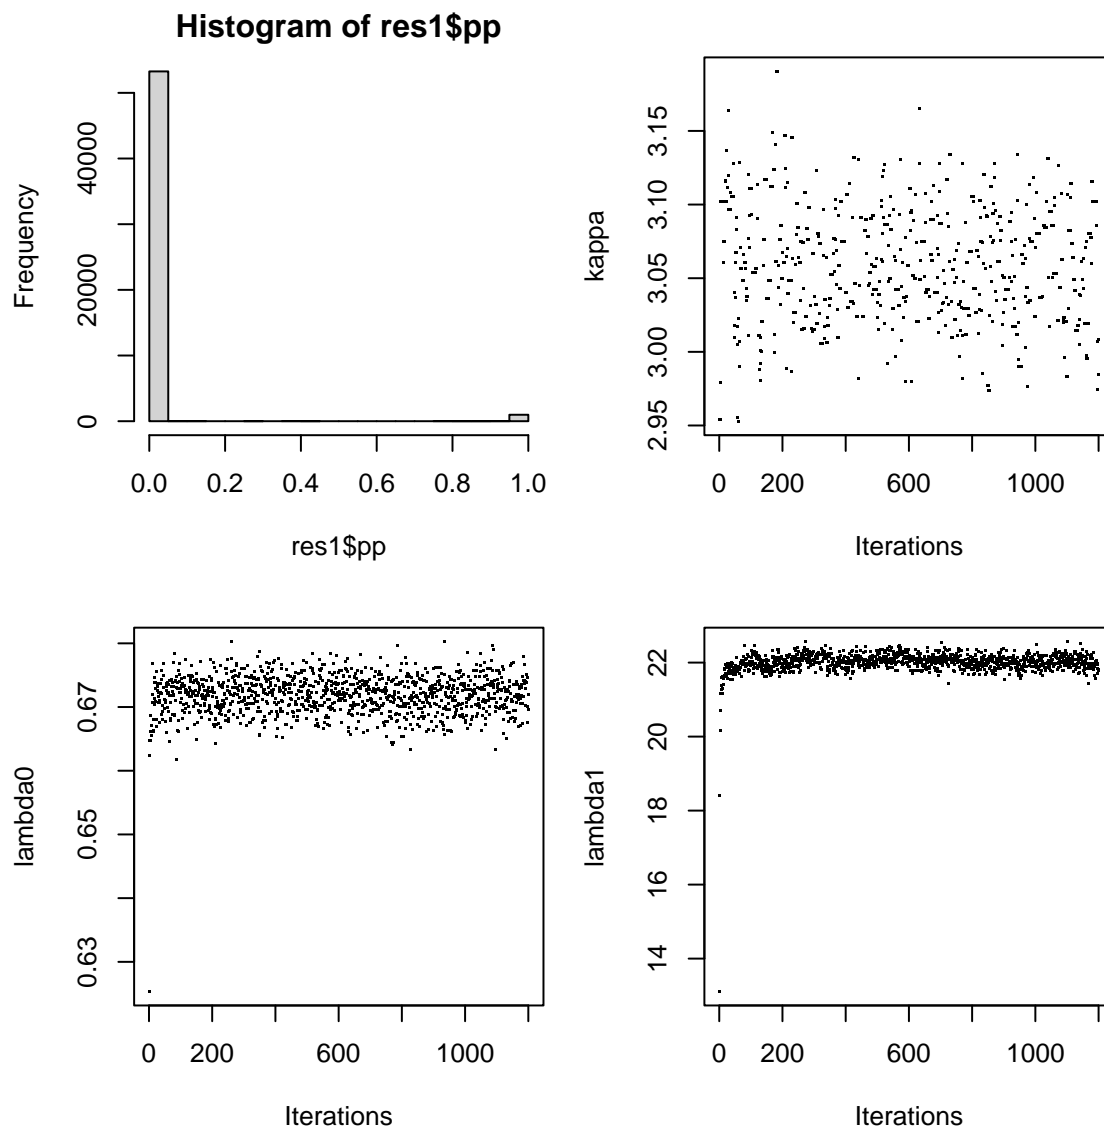 Histogram of res1$pp
Frequency
0
20000
40000
0.0 0.2 0.4 0.6 0.8 1.0
res1$pp
kappa
2.95
3.00
3.05
3.10
3.15
0 200 600 1000
Iterations
lambda0
0.63
0.65
0.67
0 200 600 1000
Iterations
lambda1
14
16
18
20
22
0 200 600 1000
Iterations